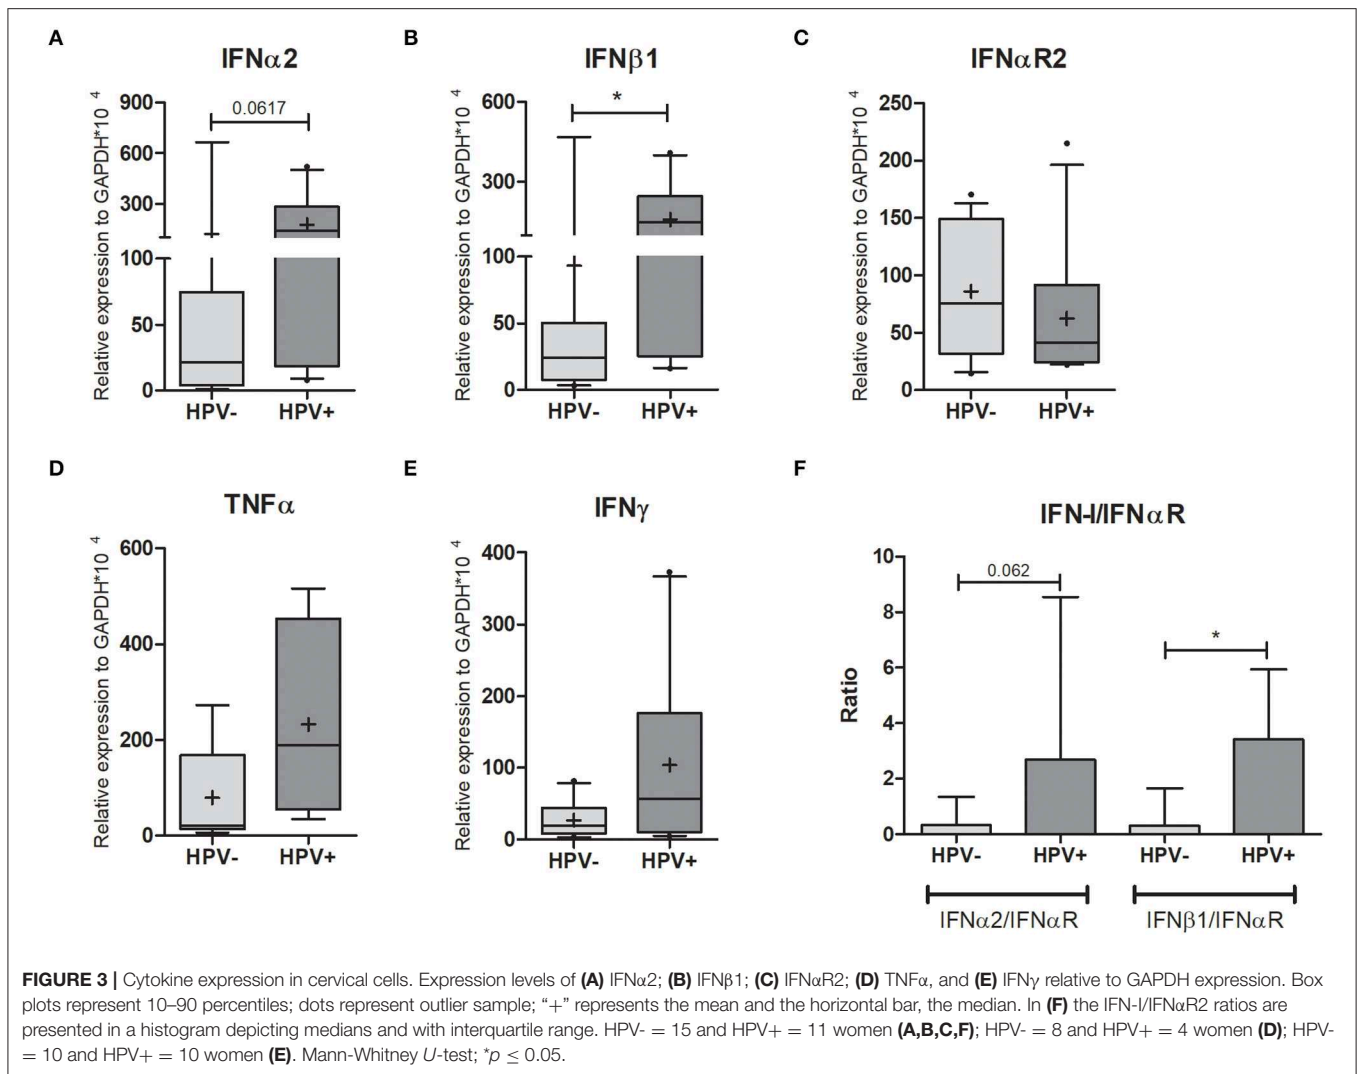 A
IFNα2
Relative expression to GAPDH*10 4
900
600
300
100
50
0
0.0617
HPV-
HPV+
B
IFNβ1
Relative expression to GAPDH*10 4
600
300
100
50
0
*
HPV-
HPV+
C
IFNαR2
Relative expression to GAPDH*10 4
250
200
150
100
50
0
HPV-
HPV+
D
TNFα
Relative expression to GAPDH*10 4
600
400
200
0
HPV-
HPV+
E
IFNγ
Relative expression to GAPDH*10 4
400
300
200
100
0
HPV-
HPV+
F
IFN-I/IFNαR
Ratio
10
8
6
4
2
0
0.062
*
HPV-
HPV+
HPV-
HPV+
IFNα2/IFNαR
IFNβ1/IFNαR
FIGURE 3 | Cytokine expression in cervical cells. Expression levels of (A) IFNα2; (B) IFNβ1; (C) IFNαR2; (D) TNFα, and (E) IFNγ relative to GAPDH expression. Box
plots represent 10–90 percentiles; dots represent outlier sample; “+” represents the mean and the horizontal bar, the median. In (F) the IFN-I/IFNαR2 ratios are
presented in a histogram depicting medians and with interquartile range. HPV- = 15 and HPV+ = 11 women (A,B,C,F); HPV- = 8 and HPV+ = 4 women (D); HPV-
= 10 and HPV+ = 10 women (E). Mann-Whitney U-test; *p ≤ 0.05.